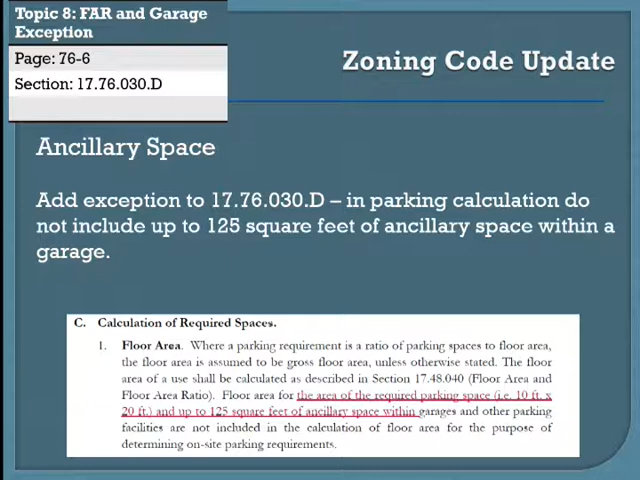 Topic 8: FAR and Garage
Exception
Page: 76-6
Section: 17.76.030.D
Zoning Code Update
Ancillary Space
Add exception to 17.76.030.D – in parking calculation do
not include up to 125 square feet of ancillary space within a
garage.
C. Calculation of Required Spaces.
1. Floor Area. Where a parking requirement is a ratio of parking spaces to floor area,
the floor area is assumed to be gross floor area, unless otherwise stated. The floor
area of a use shall be calculated as described in Section 17.48.040 (Floor Area and
Floor Area Ratio). Floor area for the area of the required parking space (i.e. 10 ft. x
20 ft.) and up to 125 square feet of ancillary space within garages and other parking
facilities are not included in the calculation of floor area for the purpose of
determining on-site parking requirements.